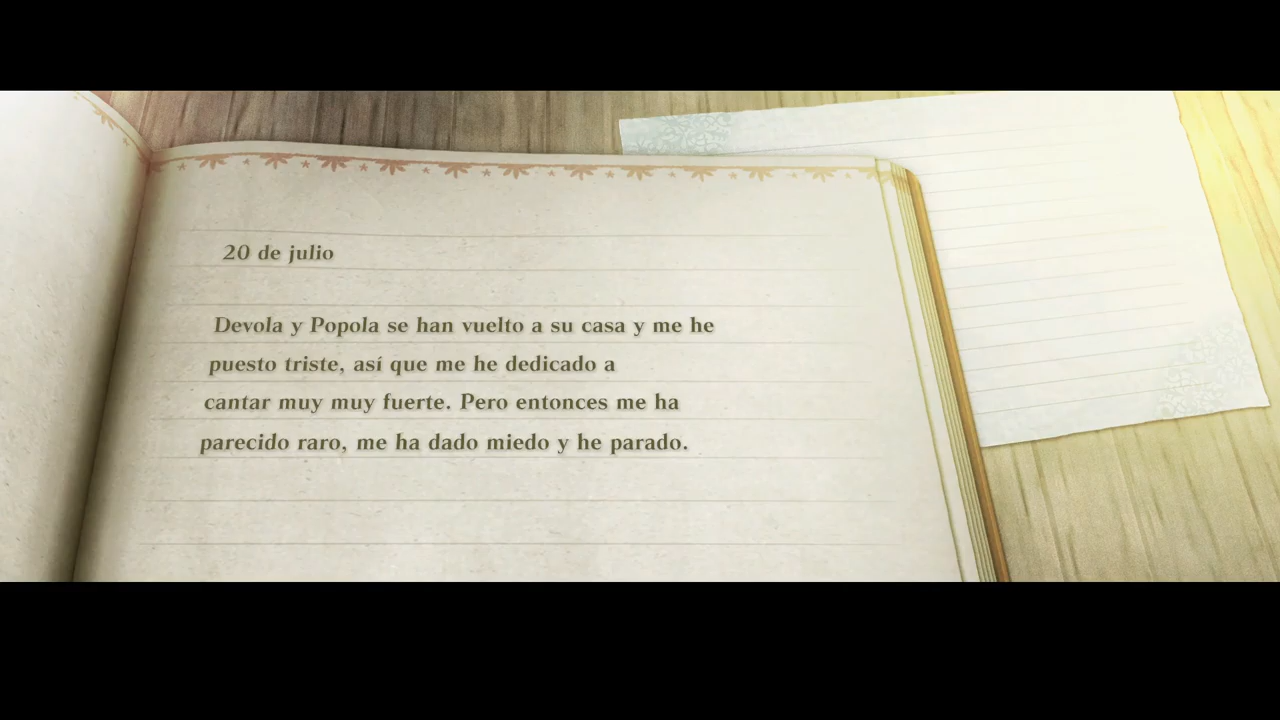 20 de julio
Devola y Popola se han vuelto a su casa y me he
puesto triste, así que me he dedicado a
cantar muy muy fuerte. Pero entonces me ha
parecido raro, me ha dado miedo y he parado.